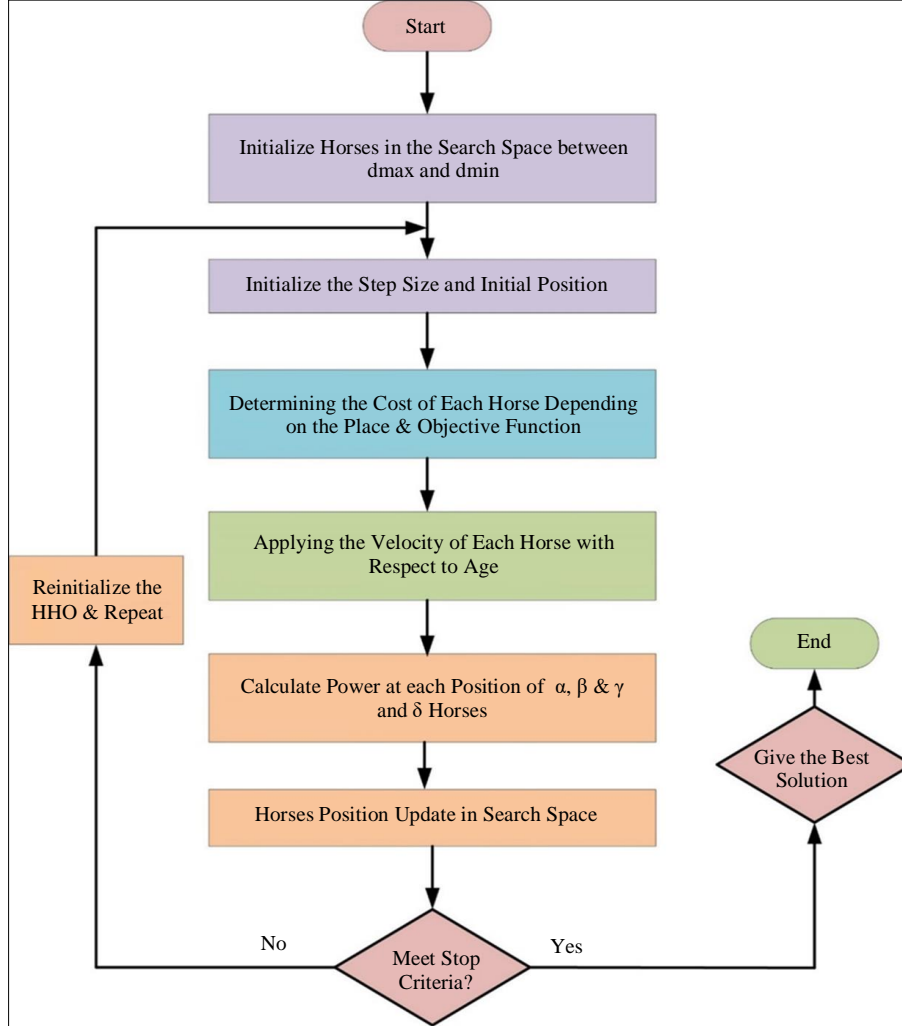 Start
Initialize Horses in the Search Space between
dmax and dmin
Initialize the Step Size and Initial Position
Determining the Cost of Each Horse Depending
on the Place & Objective Function
Applying the Velocity of Each Horse with
Respect to Age
Reinitialize the
HHO & Repeat
Calculate Power at each Position of α, β & γ
and δ Horses
Horses Position Update in Search Space
Meet Stop
Criteria?
No
Yes
Give the Best
Solution
End